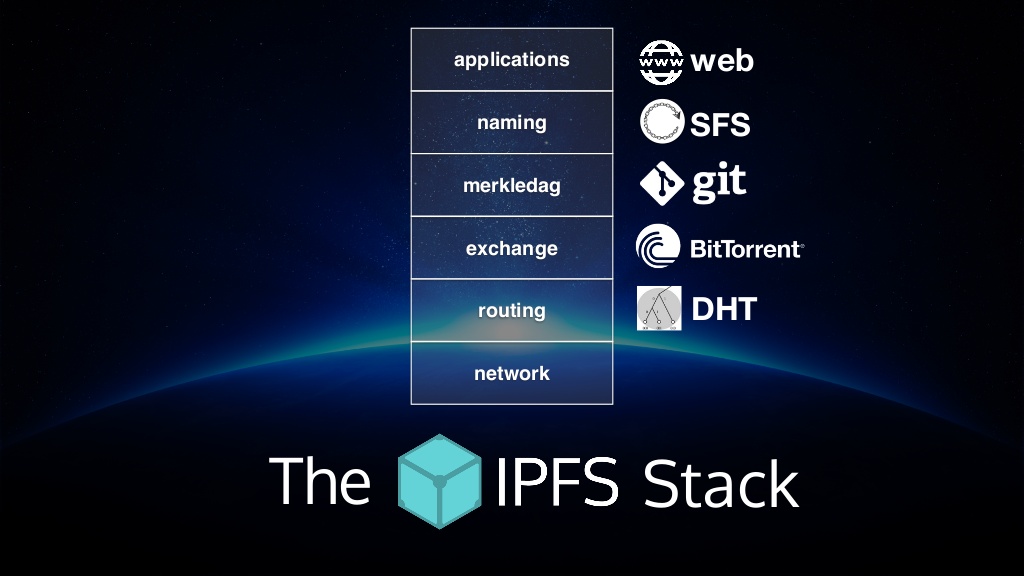 applications
www web
naming
SFS
merkledag
git
exchange
BitTorrent®
routing
DHT
network
The IPFS Stack